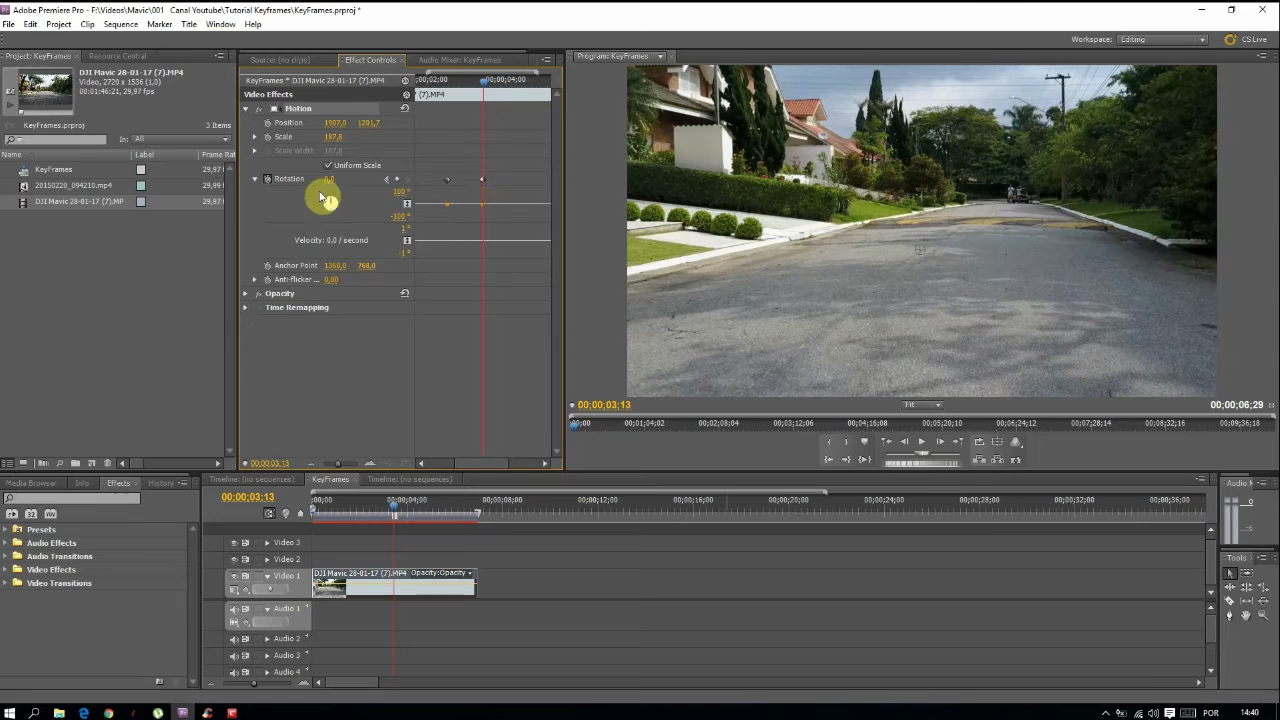 Adobe Premiere Pro - F:\Videos\Mavic\001 _ Canal Youtube\Tutorial Keyframes\KeyFrames.prproj *
File Edit Project Clip Sequence Marker Title Window Help
Workspace: Editing CS Live
Project: KeyFrames Resource Central
DJI Mavic 28-01-17 (7).MP4
Video, 2720 x 1536 (1,0)
00;01:46;21, 29,97p
KeyFrames.prproj 3 Items
In: All
Name Label Frame Rat
KeyFrames 29,97
20150220_094210.mp4 29,97
DJI Mavic 28-01-17 (7).MP 29,97
Source: (no clips) Effect Controls Audio Mixer: KeyFrames
KeyFrames * DJI Mavic 28-01-17 (7).MP4 ;00;02;00 00;00;04;00
Video Effects (7).MP4
Motion
Position 1907,0 1201,7
Scale 187,8
Scale Width 187,8
Uniform Scale
Rotation 0,0
100 °
-100 °
1 °
Velocity: 0,0 / second
-1 °
Anchor Point 1360,0 768,0
Anti-flicker ... 0,00
Opacity
Time Remapping
00;00;03;13
Program: KeyFrames
00;00;03;13 Fit 00;00;06;29
00;00 00;01;04;02 00;02;08;04 00;03;12;06 00;04;16;08 00;05;20;10 00;06;24;12 00;07;28;14 00;08;32;16 00;09;36;18
Media Browser Info Effects History
Presets
Audio Effects
Audio Transitions
Video Effects
Video Transitions
Timeline: (no sequences) KeyFrames Timeline: (no sequences)
00;00;03;13
;00;00 00;00;04;00 00;00;08;00 00;00;12;00 00;00;16;00 00;00;20;00 00;00;24;00 00;00;28;00 00;00;32;00 00;00;36;00
Video 3
Video 2
Video 1
DJI Mavic 28-01-17 (7).MP4 Opacity:Opacity
Audio 1
Audio 2
Audio 3
Audio 4
Audio M
0
Tools
POR 14:40